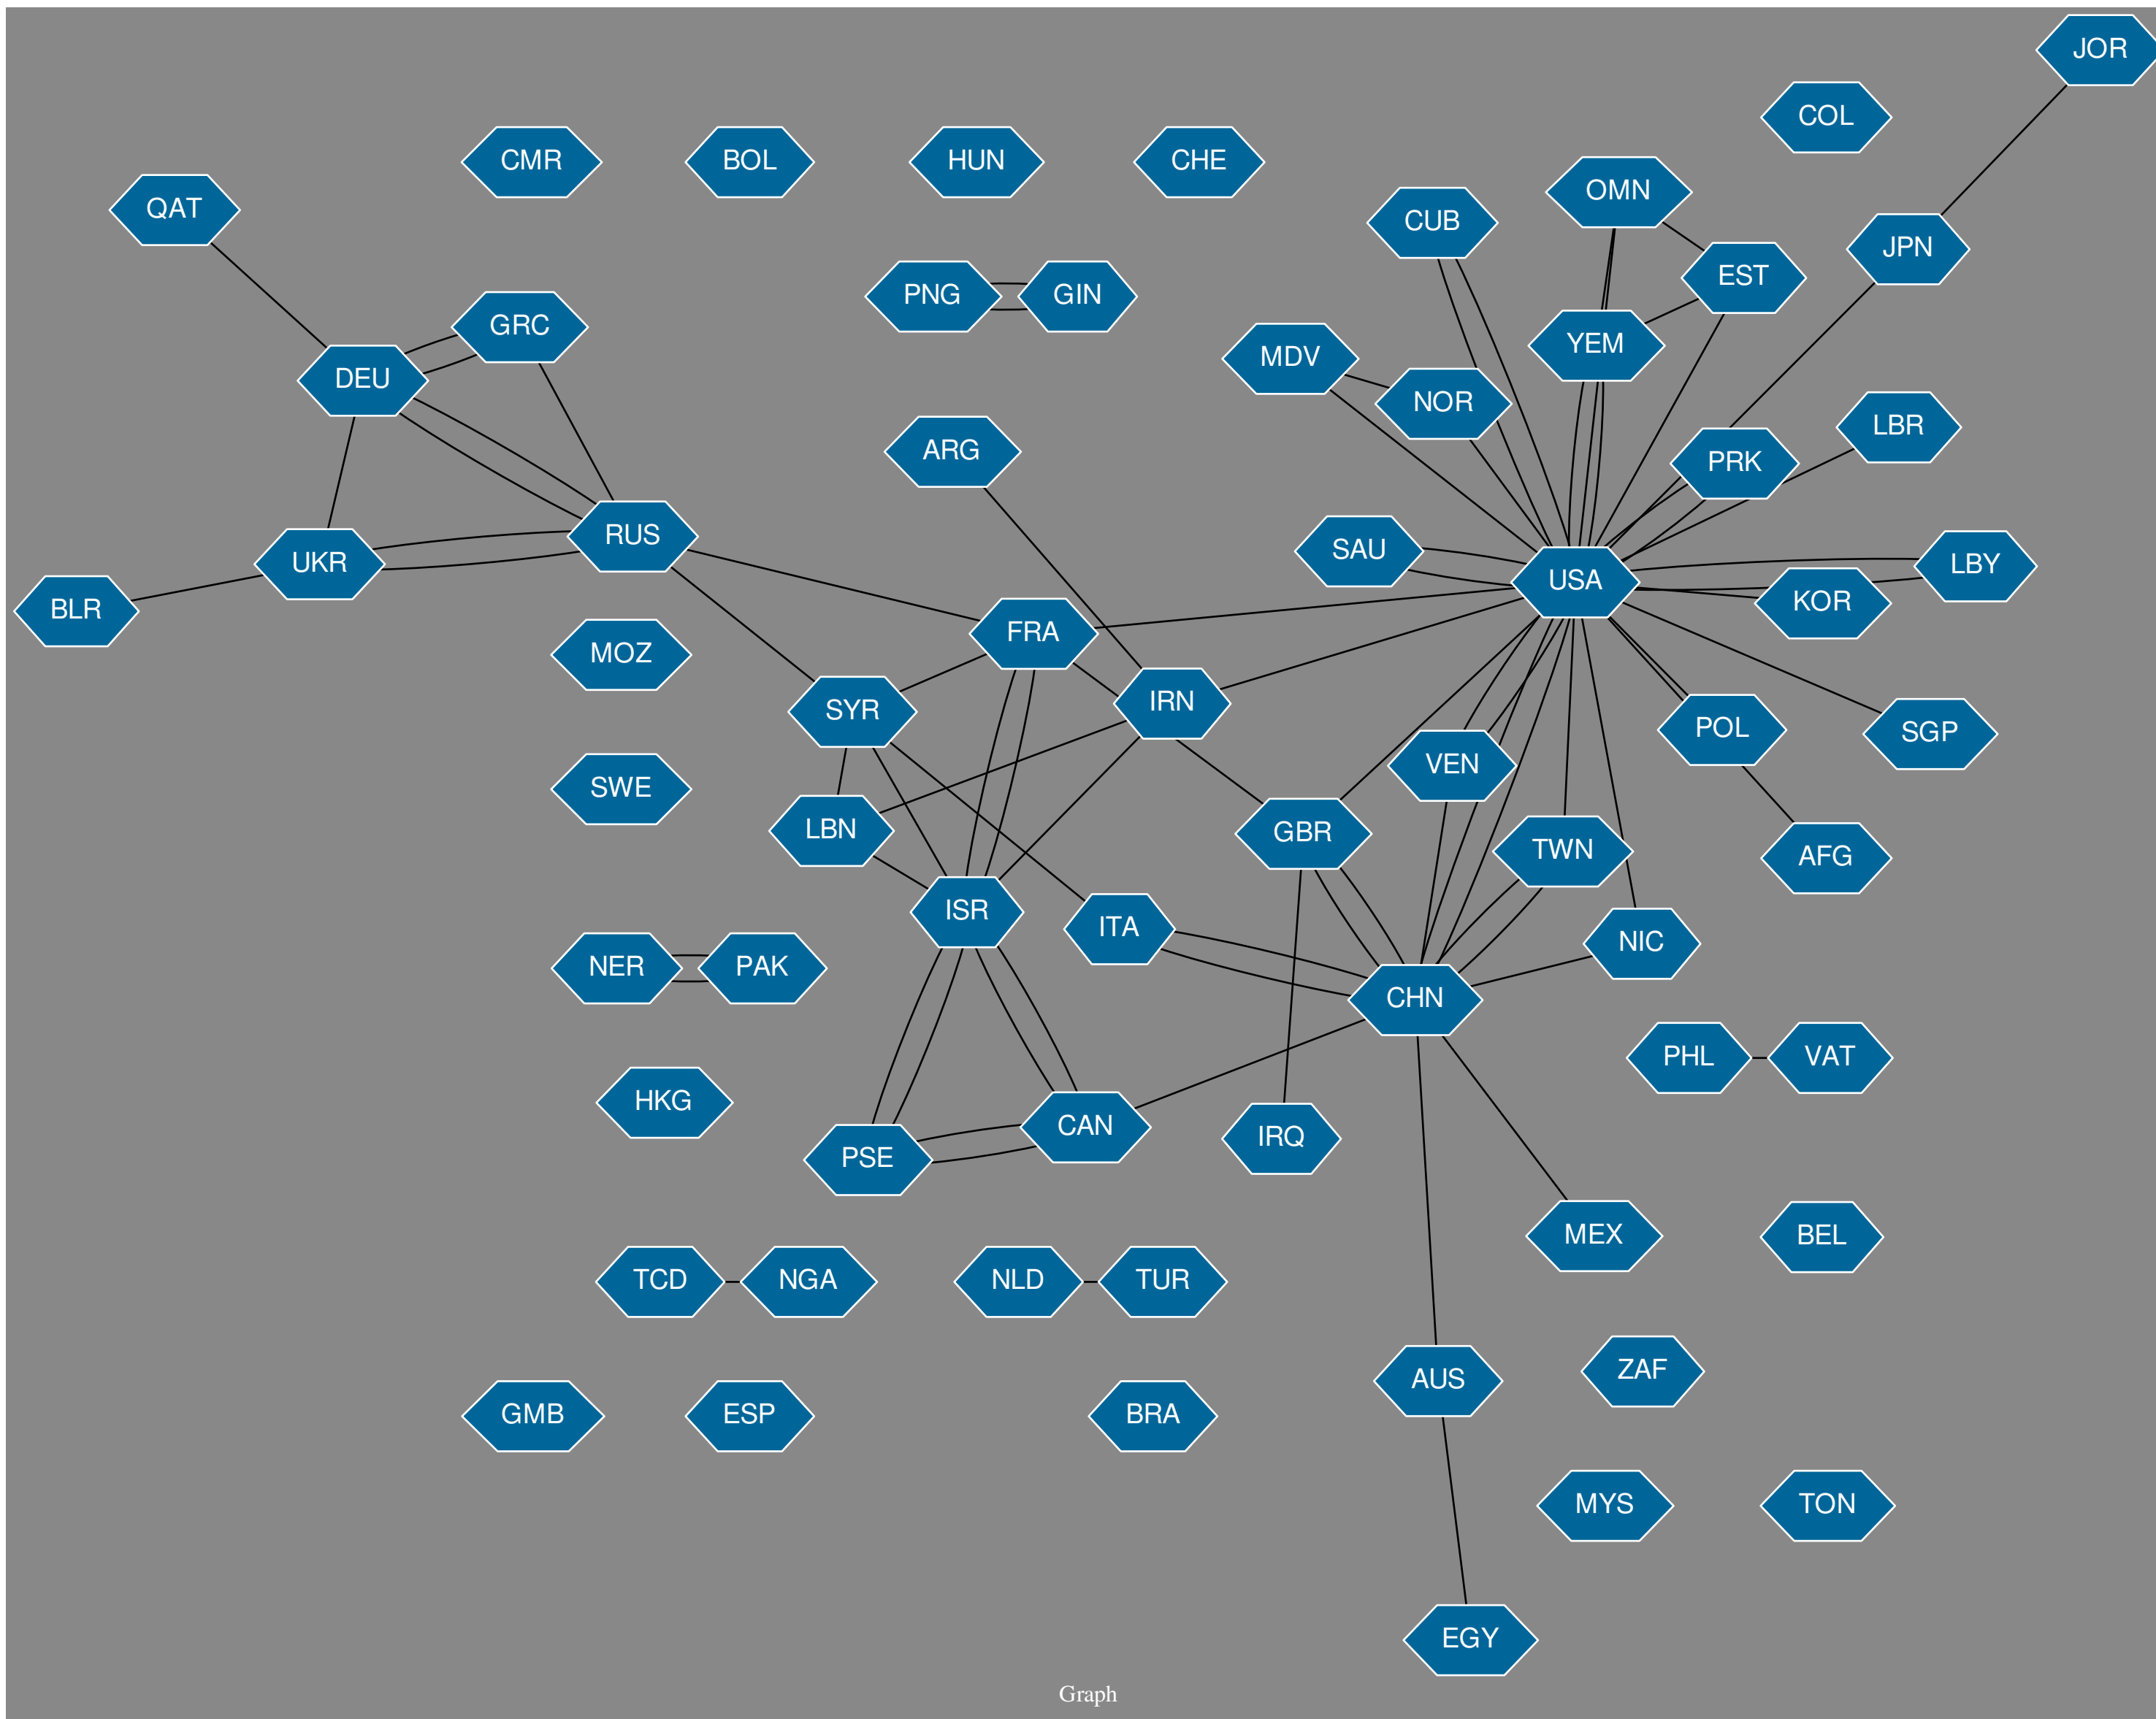 JOR
COL
CMR
BOL
HUN
CHE
OMN
QAT
CUB
JPN
EST
PNG
GIN
GRC
YEM
MDV
DEU
NOR
LBR
ARG
PRK
RUS
SAU
UKR
LBY
USA
KOR
BLR
FRA
MOZ
IRN
SYR
POL
SGP
VEN
SWE
LBN
GBR
TWN
AFG
ISR
ITA
NIC
NER
PAK
CHN
PHL
VAT
HKG
CAN
IRQ
PSE
MEX
BEL
TCD
NGA
NLD
TUR
ZAF
AUS
GMB
ESP
BRA
MYS
TON
EGY
Graph